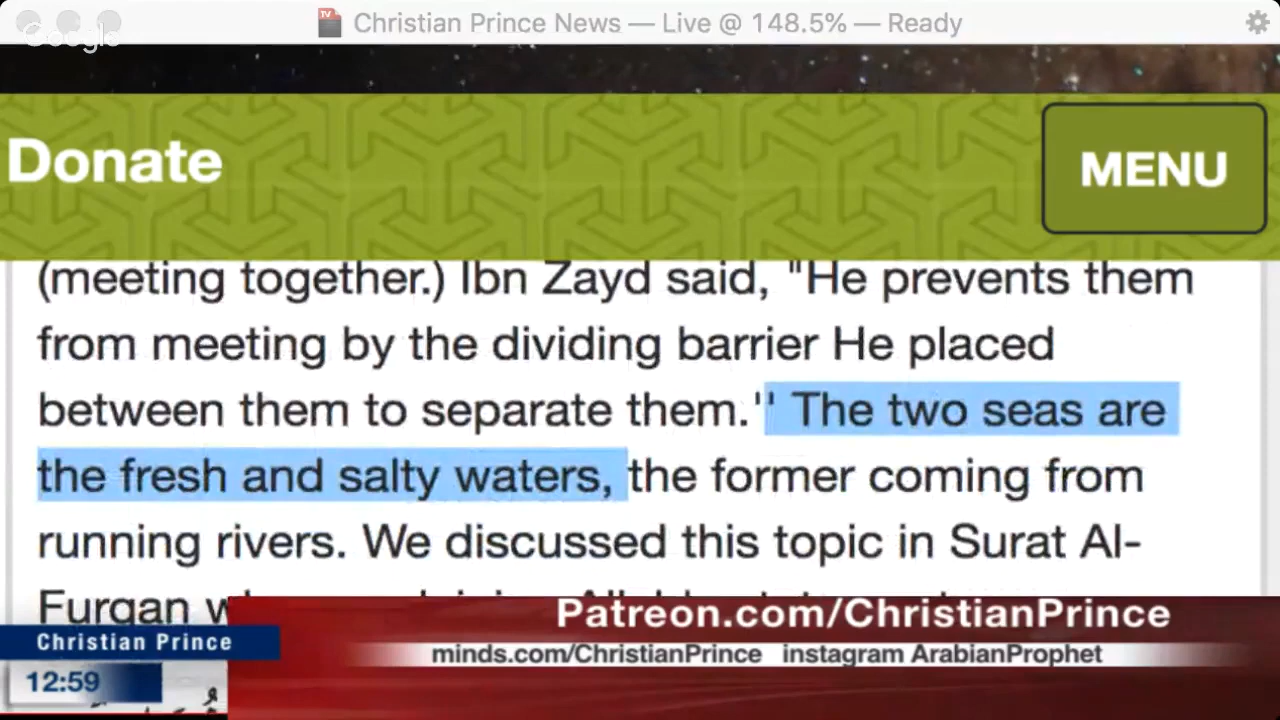 Christian Prince News — Live @ 148.5% — Ready
Google
Donate
MENU
(meeting together.) Ibn Zayd said, "He prevents them
from meeting by the dividing barrier He placed
between them to separate them.'' The two seas are
the fresh and salty waters, the former coming from
running rivers. We discussed this topic in Surat Al-
Furqan
Patreon.com/ChristianPrince
Christian Prince
minds.com/ChristianPrince instagram ArabianProphet
12:59